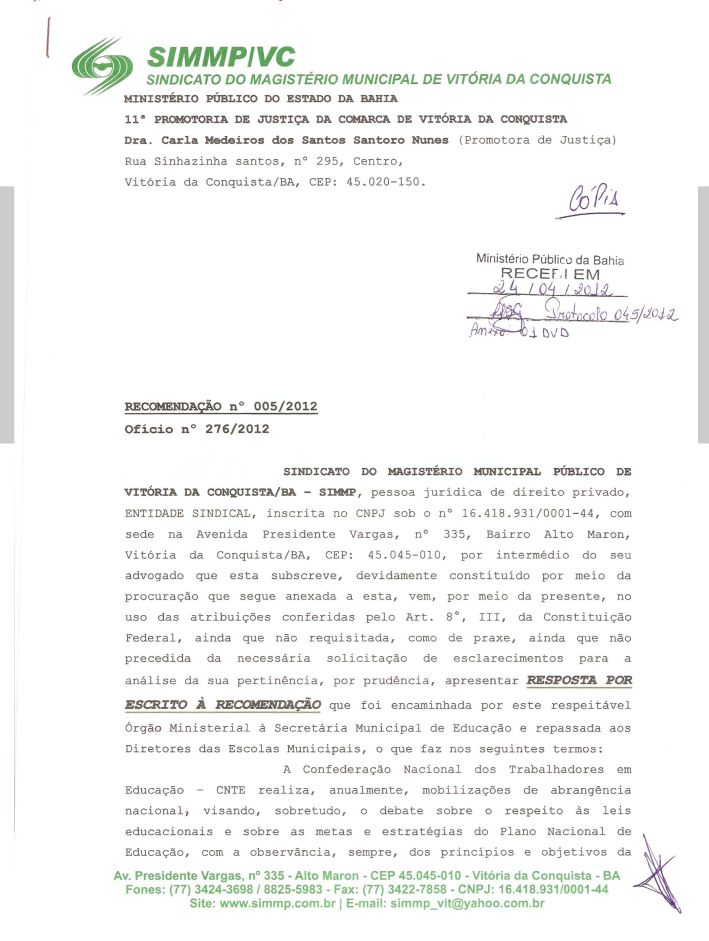 SIMMP/VC
SINDICATO DO MAGISTÉRIO MUNICIPAL DE VITÓRIA DA CONQUISTA
MINISTÉRIO PÚBLICO DO ESTADO DA BAHIA
11ª PROMOTORIA DE JUSTIÇA DA COMARCA DE VITÓRIA DA CONQUISTA
Dra. Carla Medeiros dos Santos Santoro Nunes (Promotora de Justiça)
Rua Sinhazinha santos, n° 295, Centro,
Vitória da Conquista/BA, CEP: 45.020-150.
CÓPIA
Ministério Público da Bahia
RECEBI EM
24/04/2012
Protocolo 045/2012
Anexo 01 DVD
RECOMENDAÇÃO n° 005/2012
Ofício n° 276/2012
SINDICATO DO MAGISTÉRIO MUNICIPAL PÚBLICO DE
VITÓRIA DA CONQUISTA/BA – SIMMP, pessoa jurídica de direito privado,
ENTIDADE SINDICAL, inscrita no CNPJ sob o n° 16.418.931/0001-44, com
sede na Avenida Presidente Vargas, n° 335, Bairro Alto Maron,
Vitória da Conquista/BA, CEP: 45.045-010, por intermédio do seu
advogado que esta subscreve, devidamente constituído por meio da
procuração que segue anexada a esta, vem, por meio da presente, no
uso das atribuições conferidas pelo Art. 8°, III, da Constituição
Federal, ainda que não requisitada, como de praxe, ainda que não
precedida da necessária solicitação de esclarecimentos para a
análise da sua pertinência, por prudência, apresentar RESPOSTA POR
ESCRITO À RECOMENDAÇÃO que foi encaminhada por este respeitável
Órgão Ministerial à Secretária Municipal de Educação e repassada aos
Diretores das Escolas Municipais, o que faz nos seguintes termos:
A Confederação Nacional dos Trabalhadores em
Educação – CNTE realiza, anualmente, mobilizações de abrangência
nacional, visando, sobretudo, o debate sobre o respeito às leis
educacionais e sobre as metas e estratégias do Plano Nacional de
Educação, com a observância, sempre, dos princípios e objetivos da
Av. Presidente Vargas, nº 335 - Alto Maron - CEP 45.045-010 - Vitória da Conquista - BA
Fones: (77) 3424-3698 / 8825-5983 - Fax: (77) 3422-7858 - CNPJ: 16.418.931/0001-44
Site: www.simmp.com.br | E-mail: simmp_vit@yahoo.com.br